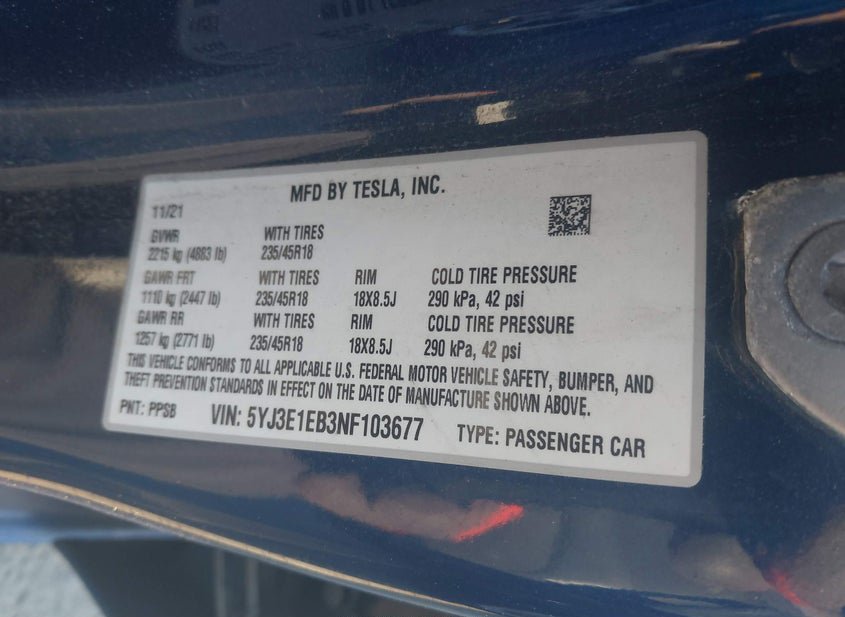 MFD BY TESLA, INC.
11/21
GVWR WITH TIRES
2215 kg (4883 lb) 235/45R18
GAWR FRT WITH TIRES RIM COLD TIRE PRESSURE
1110 kg (2447 lb) 235/45R18 18X8.5J 290 kPa, 42 psi
GAWR RR WITH TIRES RIM COLD TIRE PRESSURE
1257 kg (2771 lb) 235/45R18 18X8.5J 290 kPa, 42 psi
THIS VEHICLE CONFORMS TO ALL APPLICABLE U.S. FEDERAL MOTOR VEHICLE SAFETY, BUMPER, AND
THEFT PREVENTION STANDARDS IN EFFECT ON THE DATE OF MANUFACTURE SHOWN ABOVE.
PNT: PPSB VIN: 5YJ3E1EB3NF103677 TYPE: PASSENGER CAR